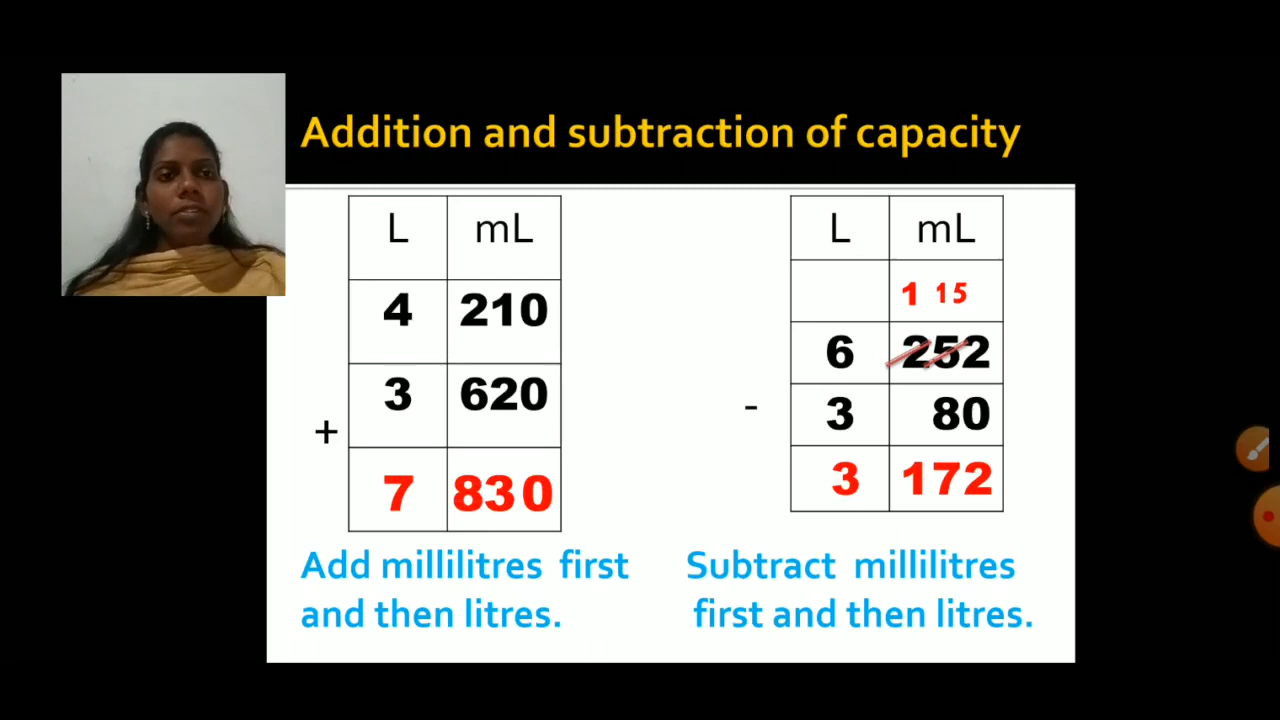 Addition and subtraction of capacity
L mL
4 210
3 620
+
7 830
Add millilitres first
and then litres.
L mL
1 15
6 252
- 3 80
3 172
Subtract millilitres
first and then litres.